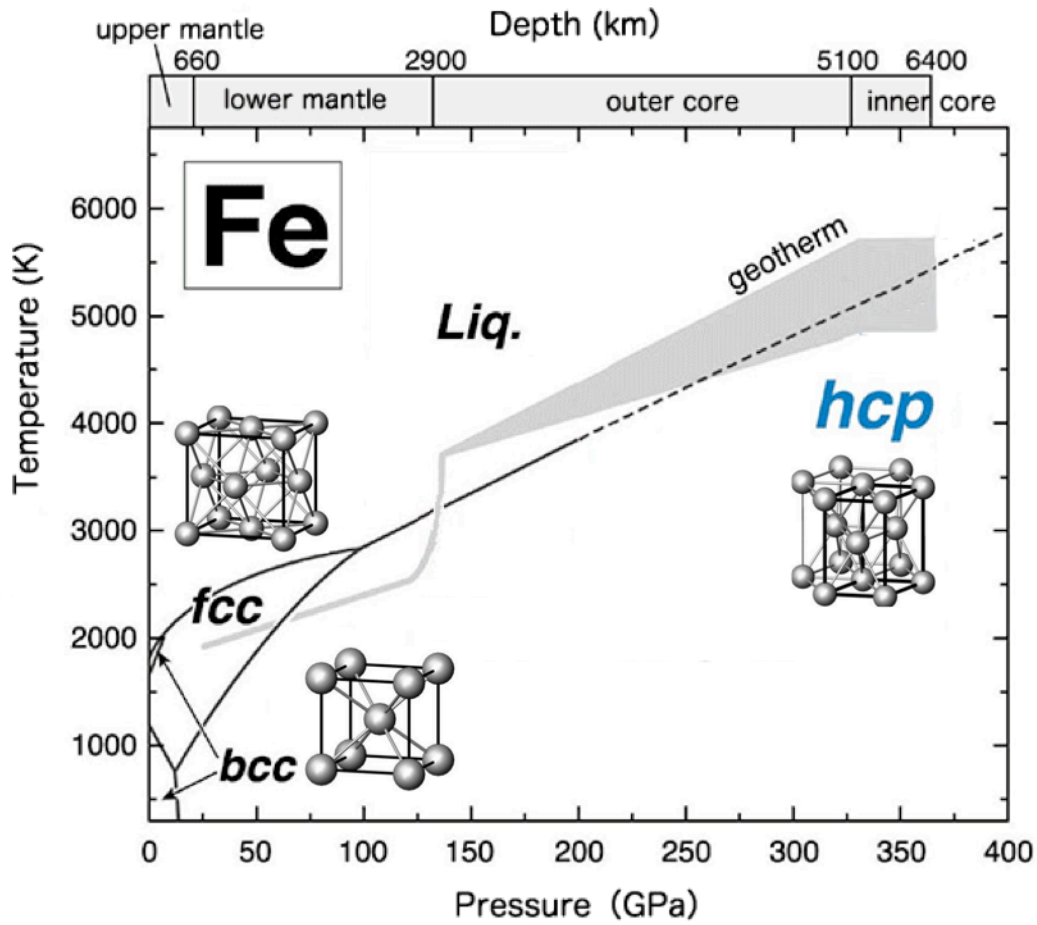 Depth (km)
upper mantle
660 2900 5100 6400
lower mantle outer core inner core
Fe
geotherm
Liq.
hcp
fcc
bcc
Temperature (K)
6000
5000
4000
3000
2000
1000
0 50 100 150 200 250 300 350 400
Pressure (GPa)